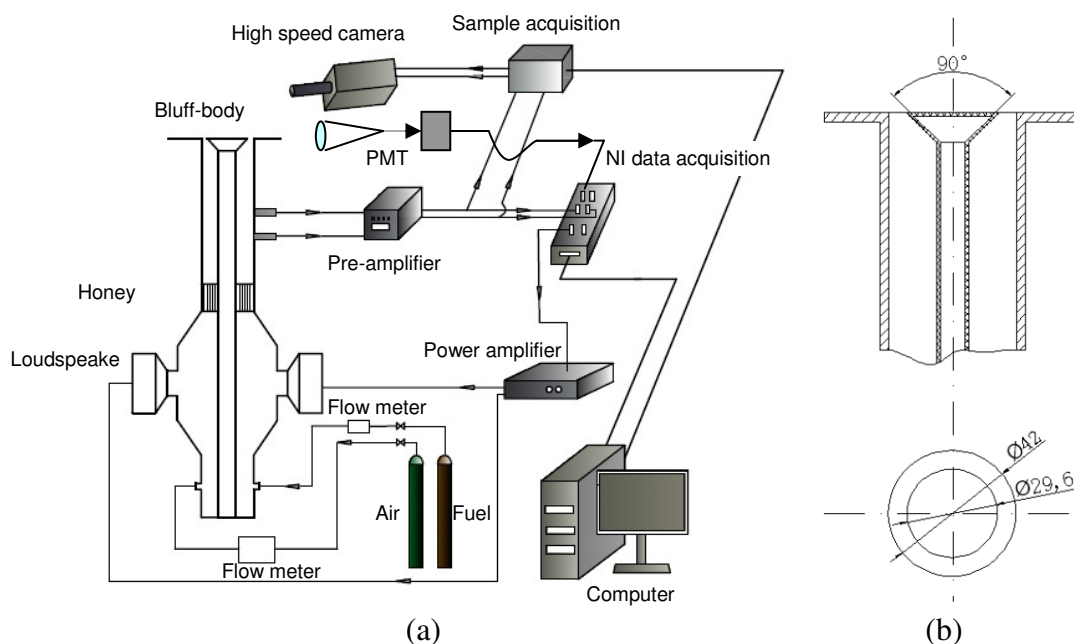 Sample acquisition
High speed camera
90°
Bluff-body
PMT
NI data acquisition
Pre-amplifier
Honey
Loudspeake
Power amplifier
Flow meter
Ø42
Ø29,6
Air
Fuel
Flow meter
Computer
(a)
(b)